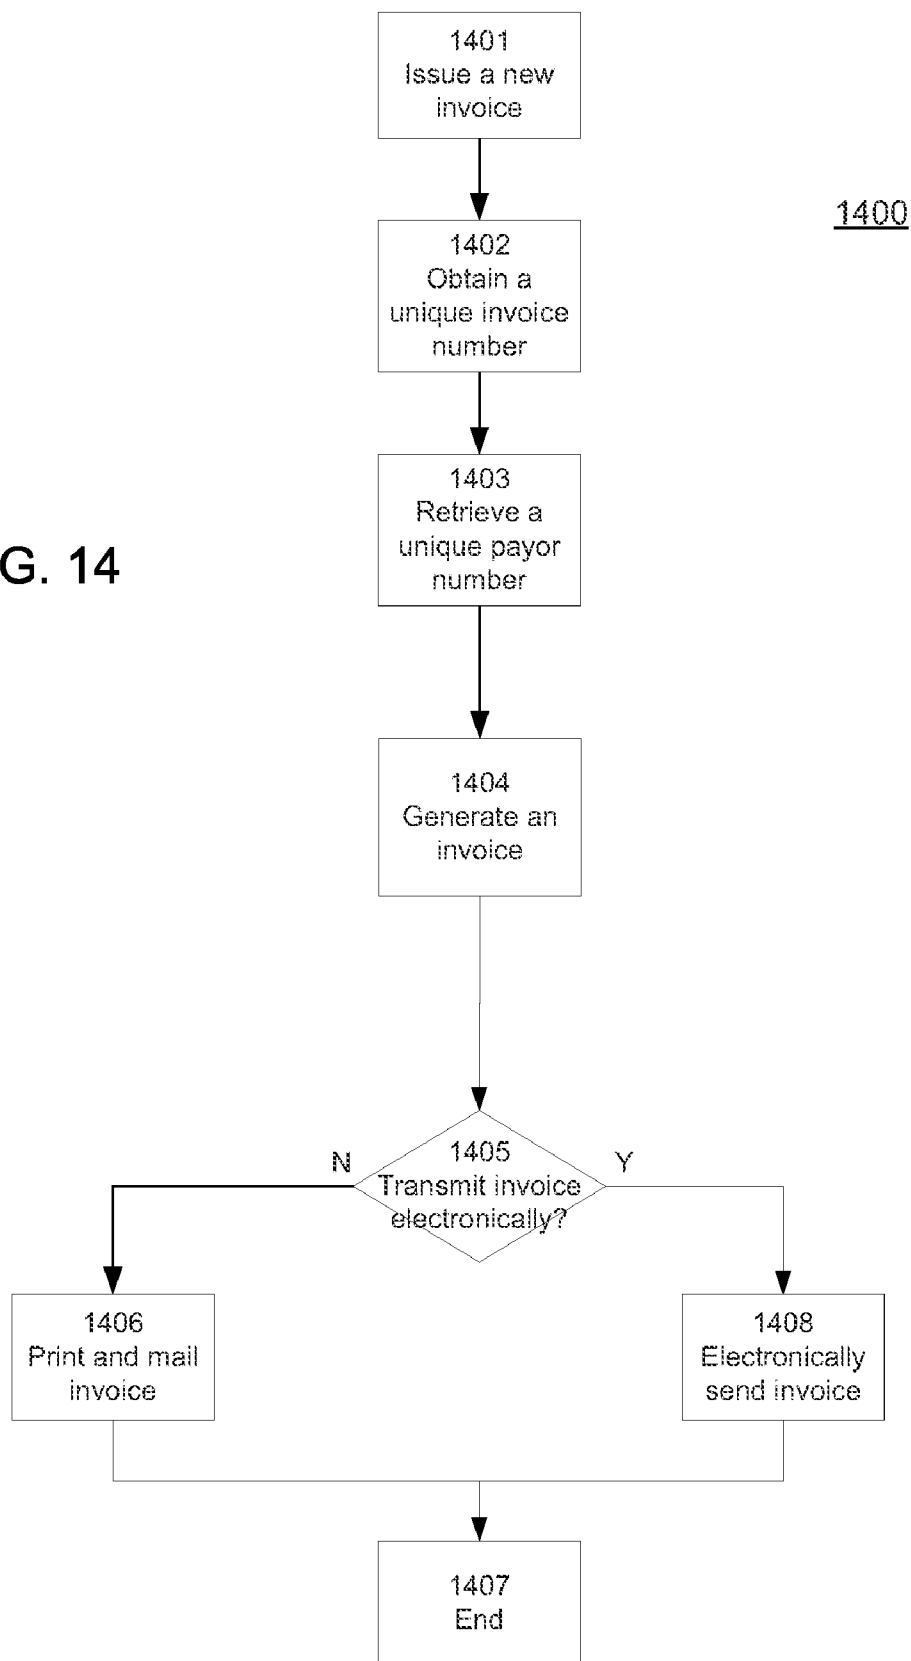 1401
Issue a new
invoice
1400
1402
Obtain a
unique invoice
number
1403
Retrieve a
unique payor
number
G. 14
1404
Generate an
invoice
N
1405
Y
Transmit invoice
electronically?
1406
Print and mail
invoice
1408
Electronically
send invoice
1407
End